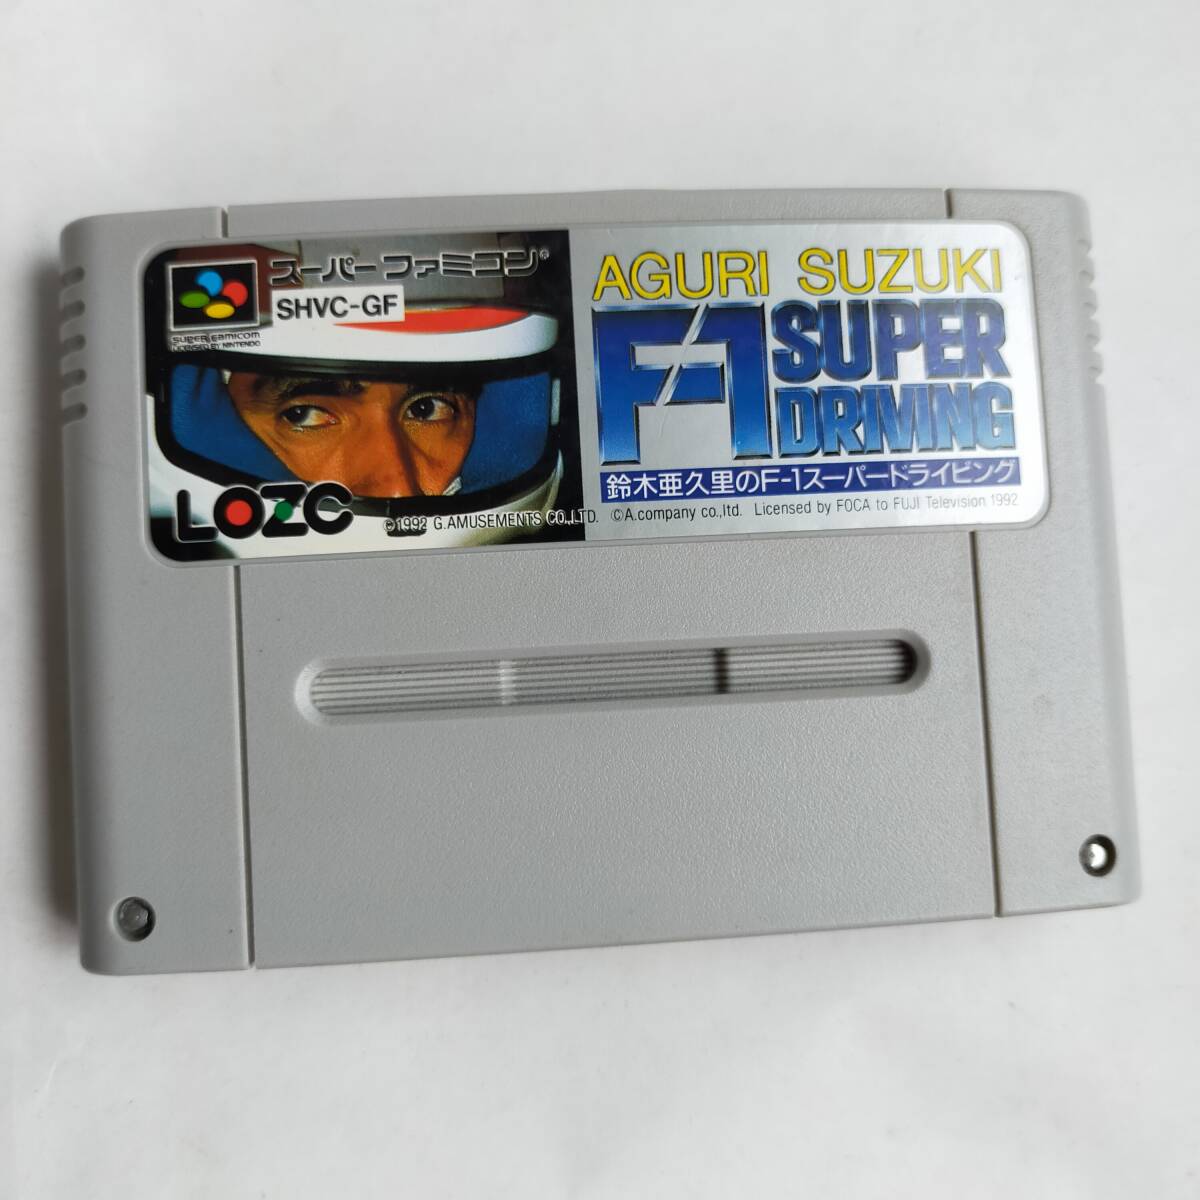 スーパーファミコン®
SHVC-GF
SUPER Famicom
LICENSED BY NINTENDO
LOZC
AGURI SUZUKI
F-1 SUPER
DRIVING
鈴木亜久里のF-1スーパードライビング
©1992 G.AMUSEMENTS CO.,LTD. ©A.company co.,ltd. Licensed by FOCA to FUJI Television 1992